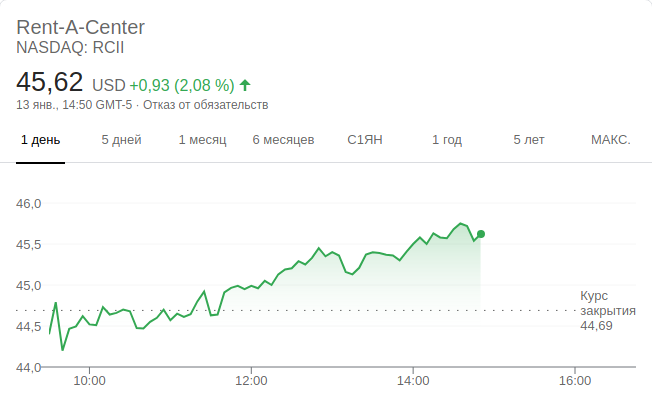 Rent-A-Center
NASDAQ: RCII
45,62 USD +0,93 (2,08 %)
13 янв., 14:50 GMT-5 · Отказ от обязательств
1 день 5 дней 1 месяц 6 месяцев С1ЯН 1 год 5 лет МАКС.
46,0
45,5
45,0
44,5
44,0
Курс
закрытия
44,69
10:00 12:00 14:00 16:00